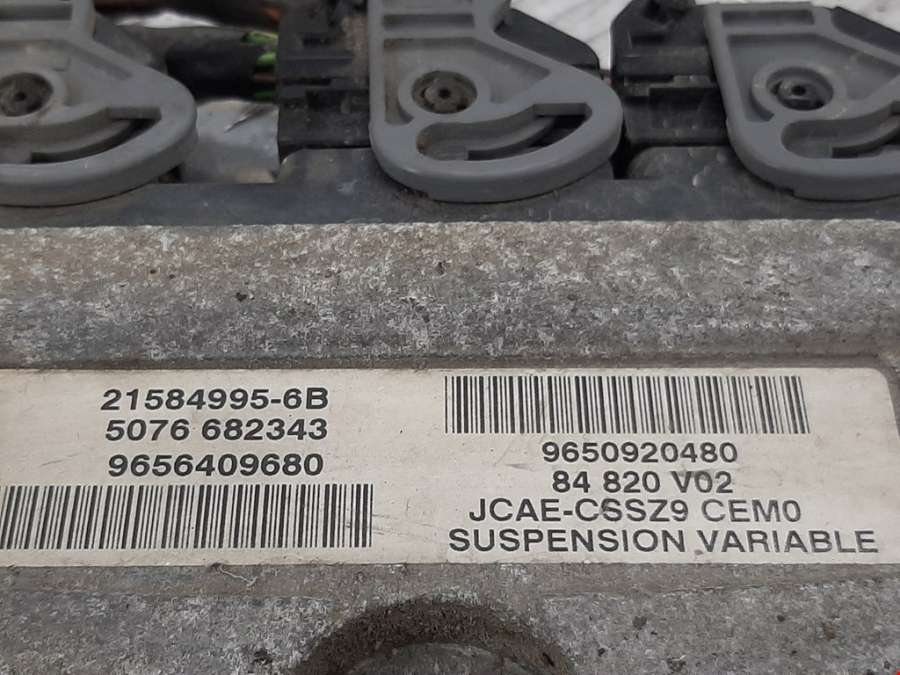 21584995-6B
5076 682343
9656409680
9650920480
84 820 V02
JCAE-CSSZ9 CEM0
SUSPENSION VARIABLE